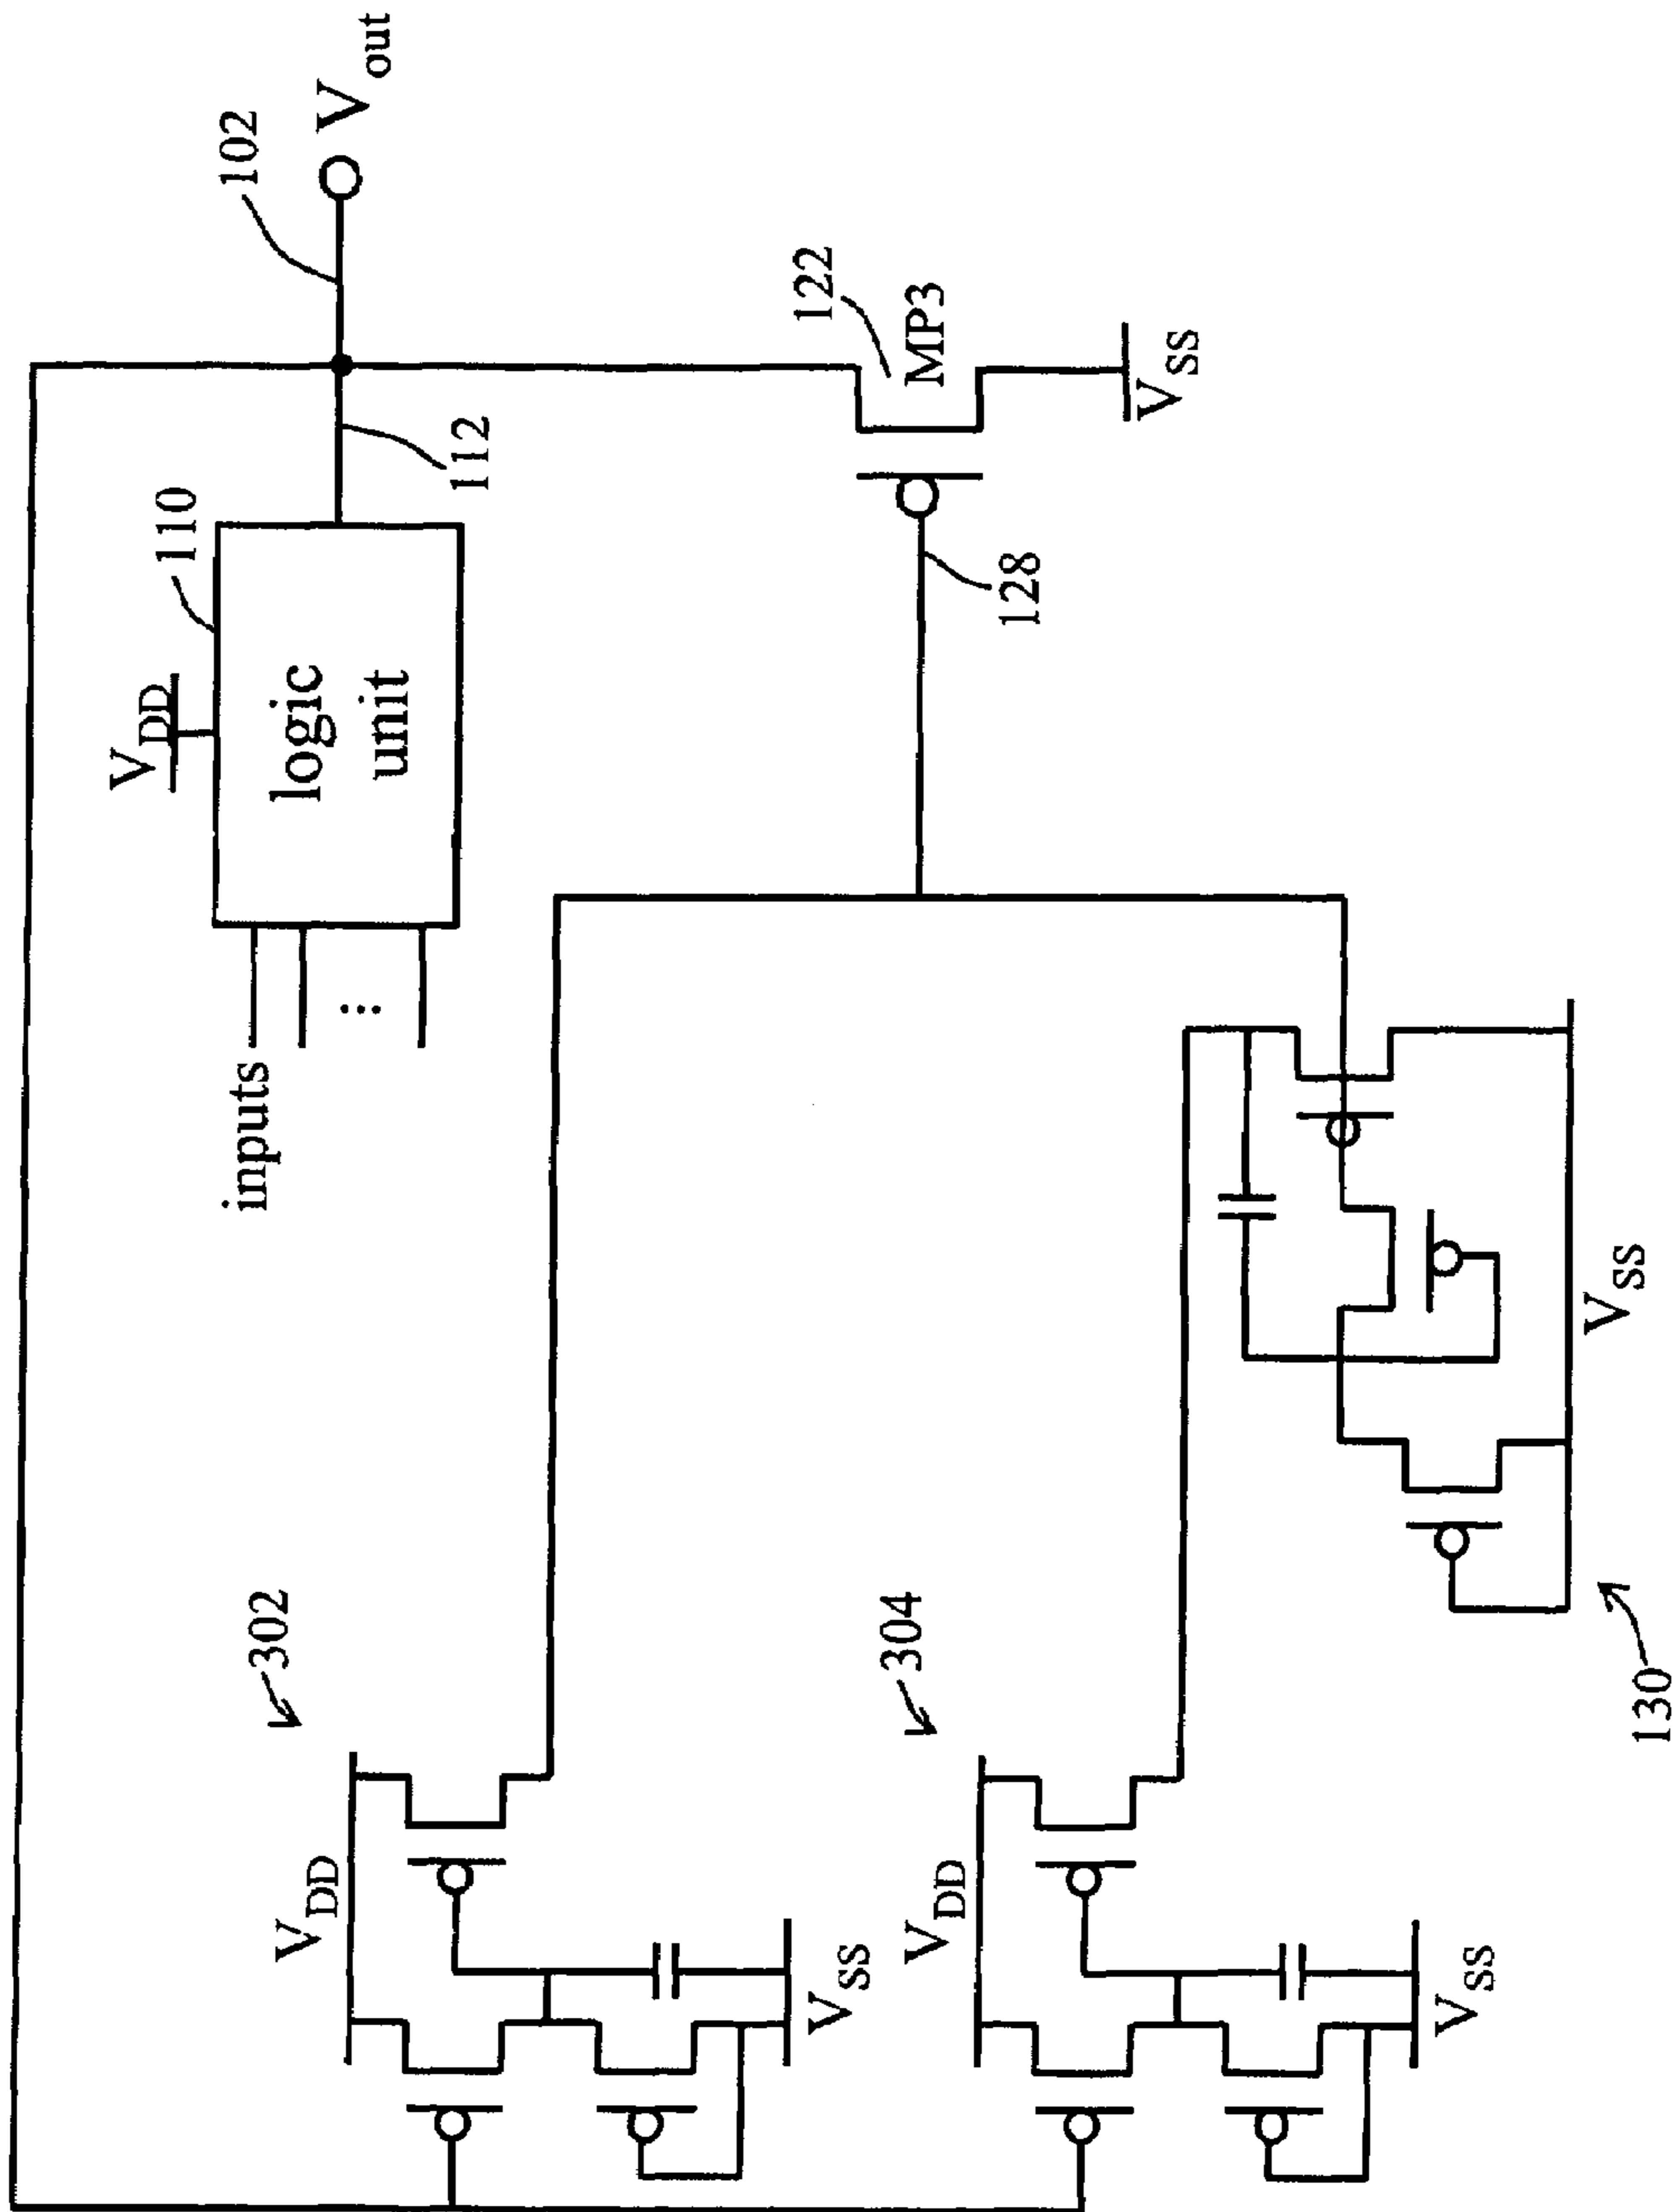 V_DD
110
logic
unit
inputs
⋮
112
102
V_out
122
MP3
128
V_SS
302
V_DD
V_SS
304
V_DD
V_SS
130
V_SS